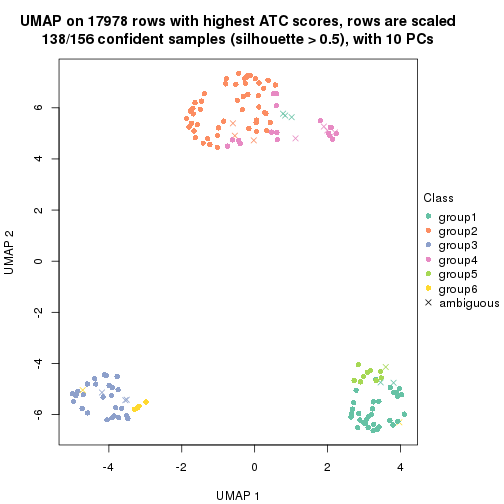 UMAP on 17978 rows with highest ATC scores, rows are scaled
138/156 confident samples (silhouette > 0.5), with 10 PCs
6
4
2
0
-2
-4
-6
UMAP 2
-4
-2
0
2
4
UMAP 1
Class
group1
group2
group3
group4
group5
group6
ambiguous